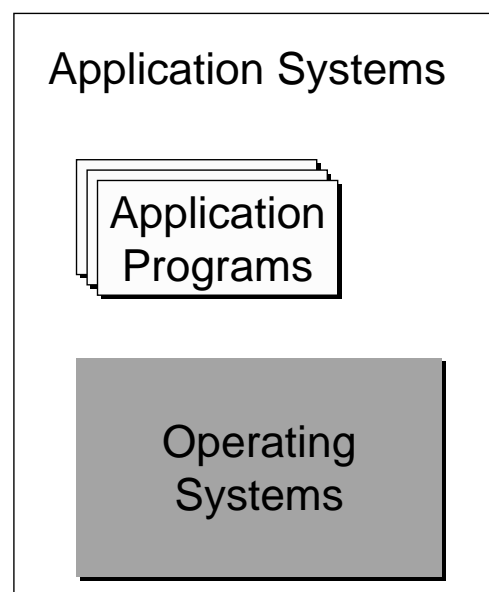 Application Systems
Application
Programs
Operating
Systems